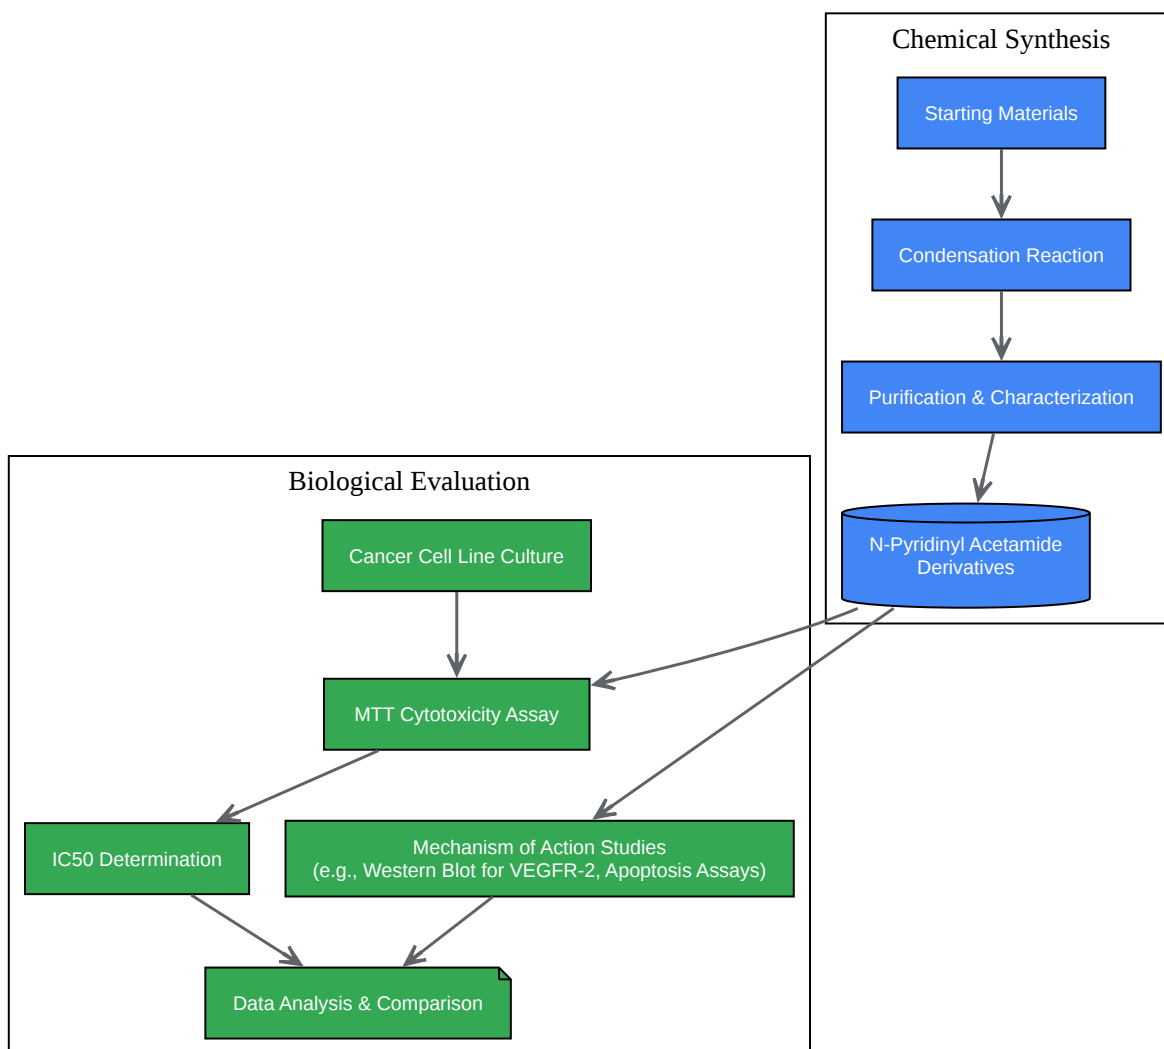 Chemical Synthesis
Starting Materials
Condensation Reaction
Purification & Characterization
N-Pyridinyl Acetamide
Derivatives
Biological Evaluation
Cancer Cell Line Culture
MTT Cytotoxicity Assay
IC50 Determination
Mechanism of Action Studies
(e.g., Western Blot for VEGFR-2, Apoptosis Assays)
Data Analysis & Comparison